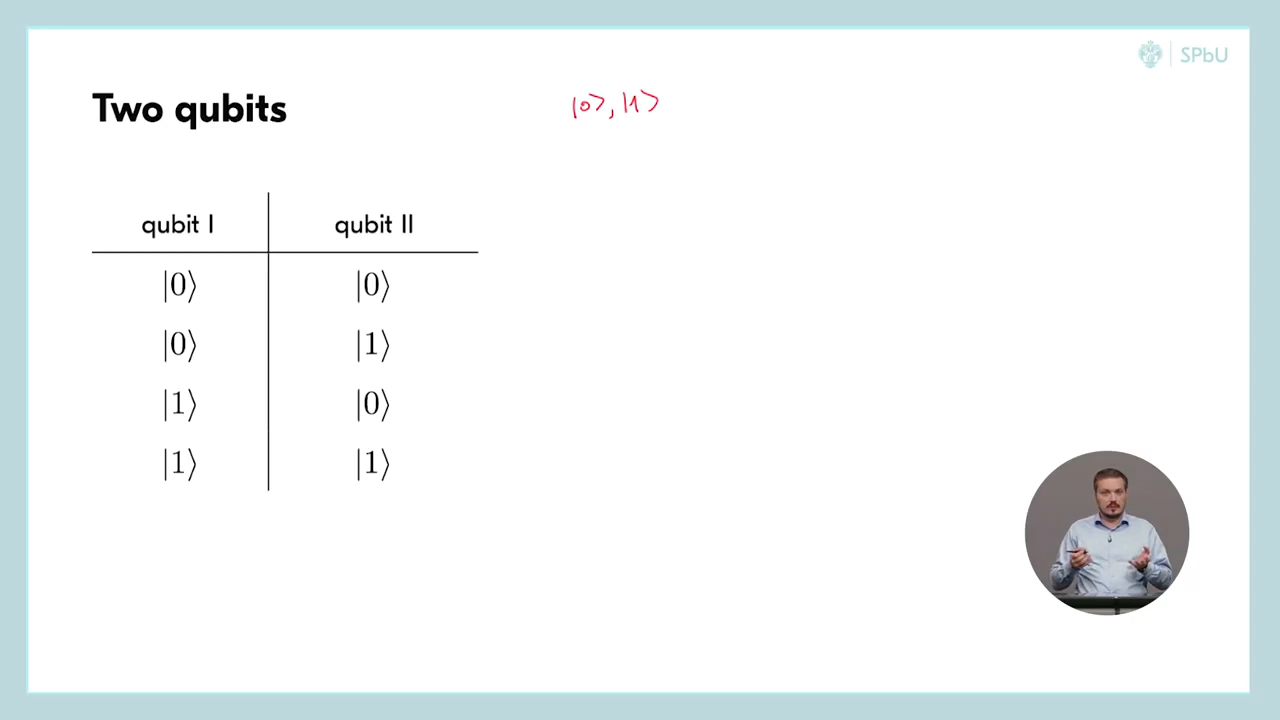 SPbU
Two qubits |0⟩, |1⟩
qubit I qubit II
|0⟩ |0⟩
|0⟩ |1⟩
|1⟩ |0⟩
|1⟩ |1⟩